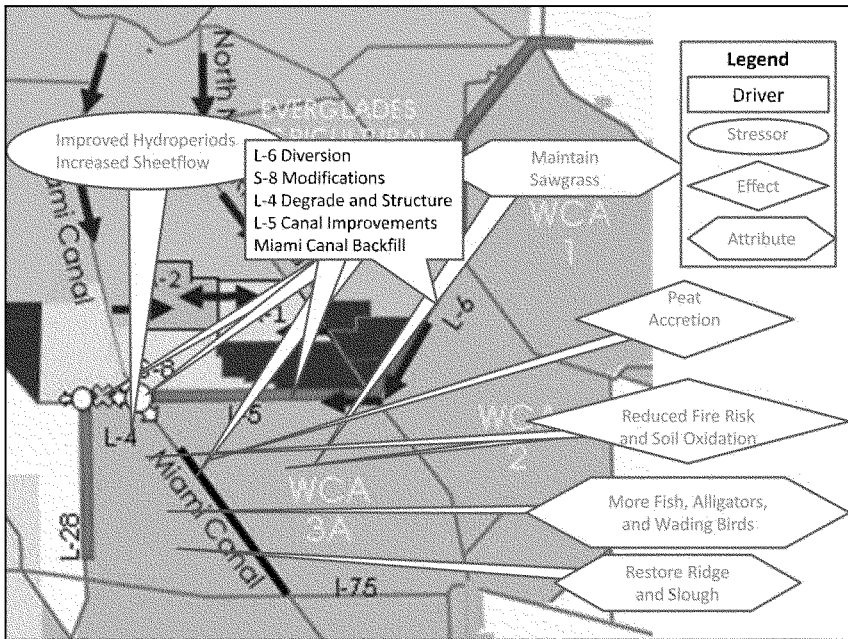 North N
EVERGLADES
Improved Hydroperiods
Increased Sheetflow
L-6 Diversion
S-8 Modifications
L-4 Degrade and Structure
L-5 Canal Improvements
Miami Canal Backfill
Maintain
Sawgrass
Legend
Driver
Stressor
Effect
Attribute
Miami Canal
WCA
1
L-6
Peat
Accretion
L-5
L-4
WCA
2
Reduced Fire Risk
and Soil Oxidation
Miami Canal
WCA
3A
More Fish, Alligators,
and Wading Birds
L-28
I-75
Restore Ridge
and Slough